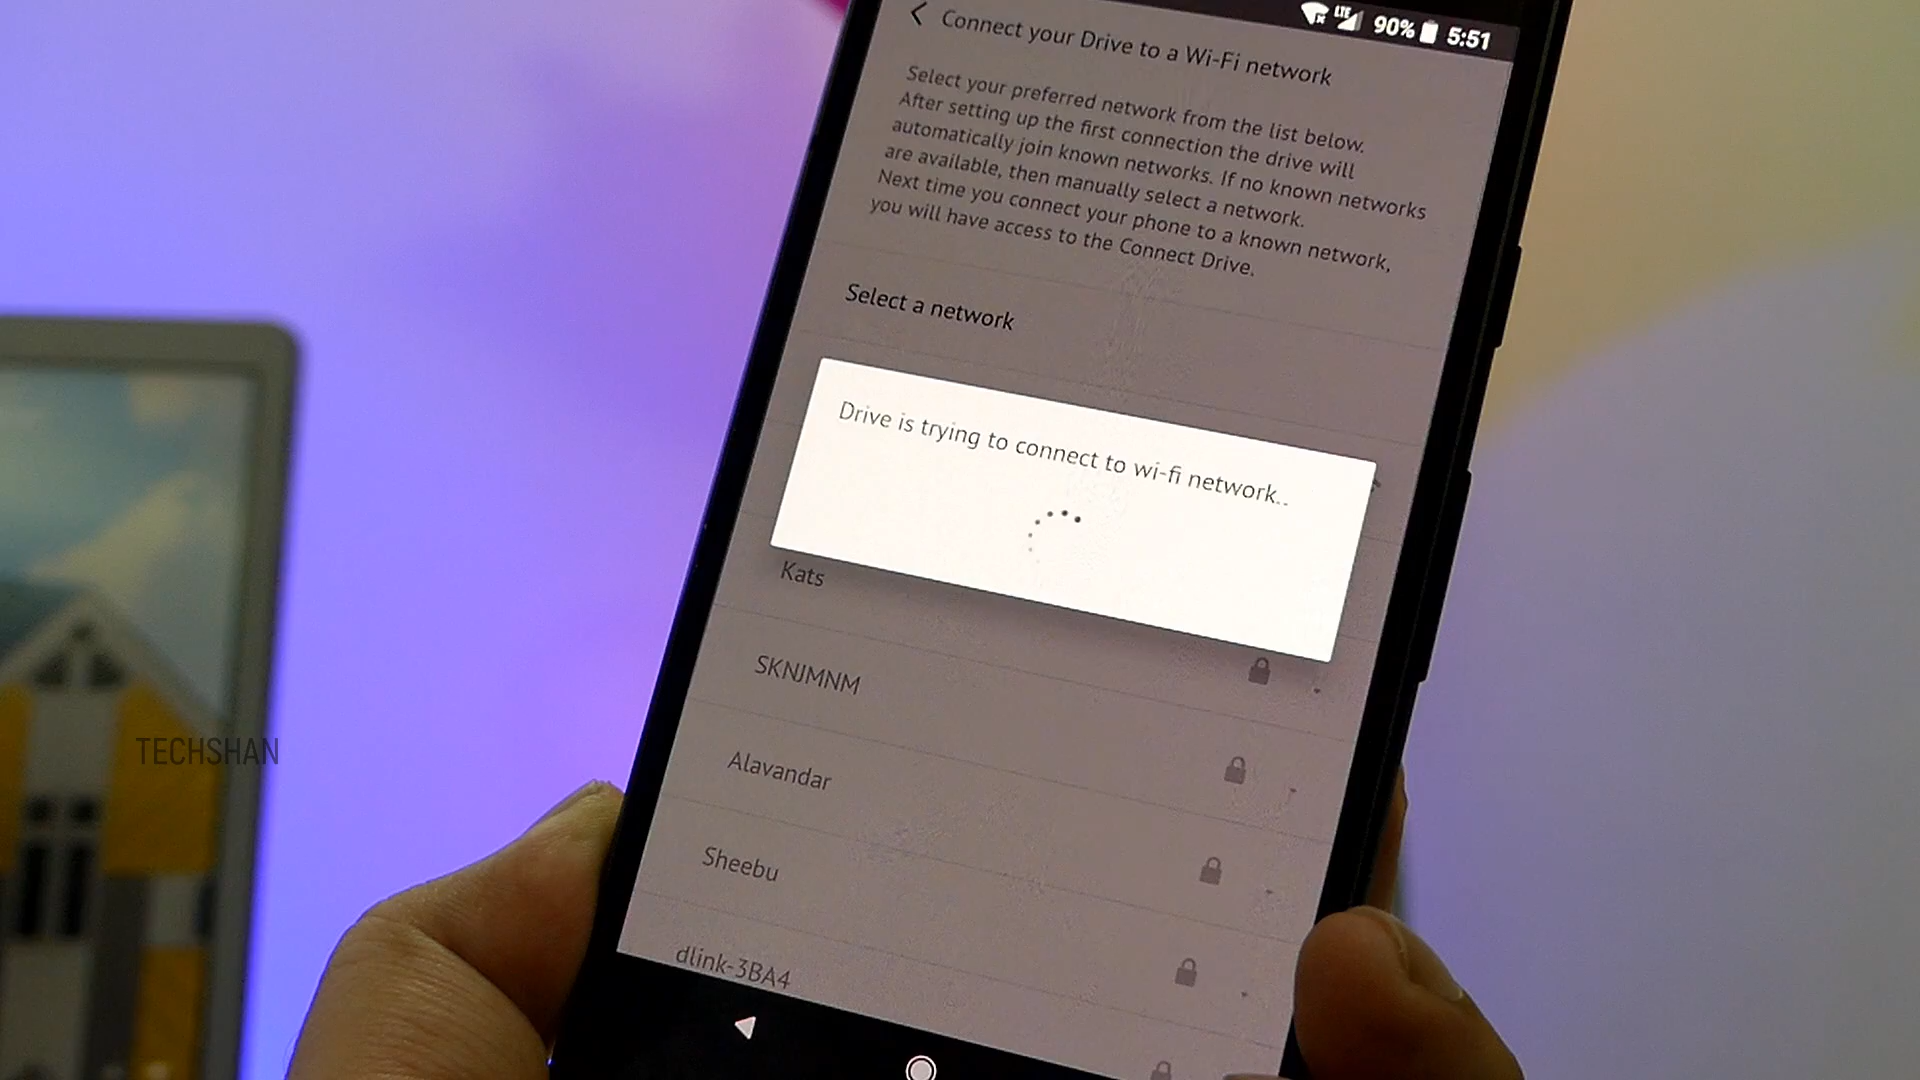 LTE 90% 5:51
Connect your Drive to a Wi-Fi network
Select your preferred network from the list below.
After setting up the first connection the drive will
automatically join known networks. If no known networks
are available, then manually select a network.
Next time you connect your phone to a known network,
you will have access to the Connect Drive.
Select a network
Drive is trying to connect to wi-fi network..
Kats
SKNJMNM
Alavandar
Sheebu
dlink-3BA4
TECHSHAN